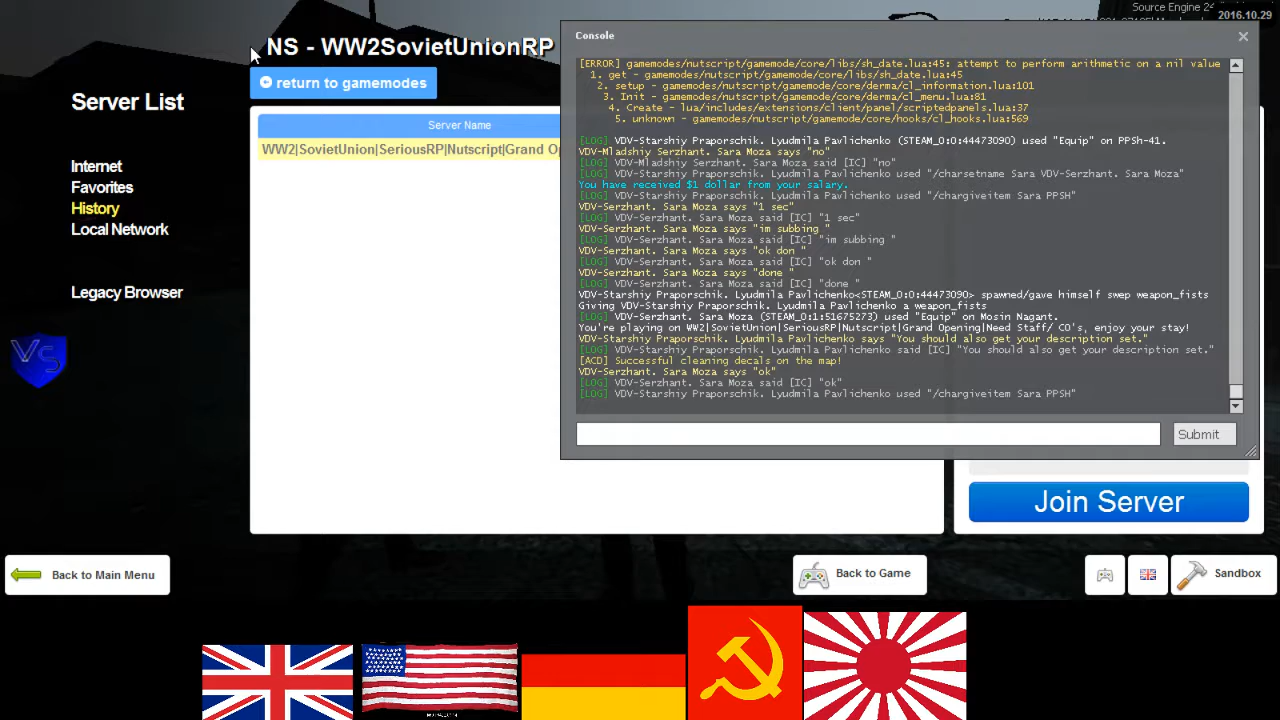 Source Engine 24
2016.10.29
NS - WW2SovietUnionRP
return to gamemodes
Server List
Internet
Favorites
History
Local Network
Legacy Browser
VS
Server Name
WW2|SovietUnion|SeriousRP|Nutscript|Grand Op
Console
[ERROR] gamemodes/nutscript/gamemode/core/libs/sh_date.lua:45: attempt to perform arithmetic on a nil value
1. get - gamemodes/nutscript/gamemode/core/libs/sh_date.lua:45
2. setup - gamemodes/nutscript/gamemode/core/derma/cl_information.lua:101
3. Init - gamemodes/nutscript/gamemode/core/derma/cl_menu.lua:81
4. Create - lua/includes/extensions/client/panel/scriptedpanels.lua:37
5. unknown - gamemodes/nutscript/gamemode/core/hooks/cl_hooks.lua:569
[LOG] VDV-Starshiy Praporschik. Lyudmila Pavlichenko (STEAM_0:0:44473090) used "Equip" on PPSh-41.
VDV-Mladshiy Serzhant. Sara Moza says "no"
[LOG] VDV-Mladshiy Serzhant. Sara Moza said [IC] "no"
[LOG] VDV-Starshiy Praporschik. Lyudmila Pavlichenko used "/charsetname Sara VDV-Serzhant. Sara Moza"
You have received $1 dollar from your salary.
[LOG] VDV-Starshiy Praporschik. Lyudmila Pavlichenko used "/chargiveitem Sara PPSH"
VDV-Serzhant. Sara Moza says "1 sec"
[LOG] VDV-Serzhant. Sara Moza said [IC] "1 sec"
VDV-Serzhant. Sara Moza says "im subbing "
[LOG] VDV-Serzhant. Sara Moza said [IC] "im subbing "
VDV-Serzhant. Sara Moza says "ok don "
[LOG] VDV-Serzhant. Sara Moza said [IC] "ok don "
VDV-Serzhant. Sara Moza says "done "
[LOG] VDV-Serzhant. Sara Moza said [IC] "done "
VDV-Starshiy Praporschik. Lyudmila Pavlichenko<STEAM_0:0:44473090> spawned/gave himself swep weapon_fists
Giving VDV-Starshiy Praporschik. Lyudmila Pavlichenko a weapon_fists
[LOG] VDV-Serzhant. Sara Moza (STEAM_0:1:51675273) used "Equip" on Mosin Nagant.
You're playing on WW2|SovietUnion|SeriousRP|Nutscript|Grand Opening|Need Staff/ CO's, enjoy your stay!
VDV-Starshiy Praporschik. Lyudmila Pavlichenko says "You should also get your description set."
[LOG] VDV-Starshiy Praporschik. Lyudmila Pavlichenko said [IC] "You should also get your description set."
[ACD] Successful cleaning decals on the map!
VDV-Serzhant. Sara Moza says "ok"
[LOG] VDV-Serzhant. Sara Moza said [IC] "ok"
[LOG] VDV-Starshiy Praporschik. Lyudmila Pavlichenko used "/chargiveitem Sara PPSH"
Submit
Join Server
Back to Main Menu
Back to Game
Sandbox